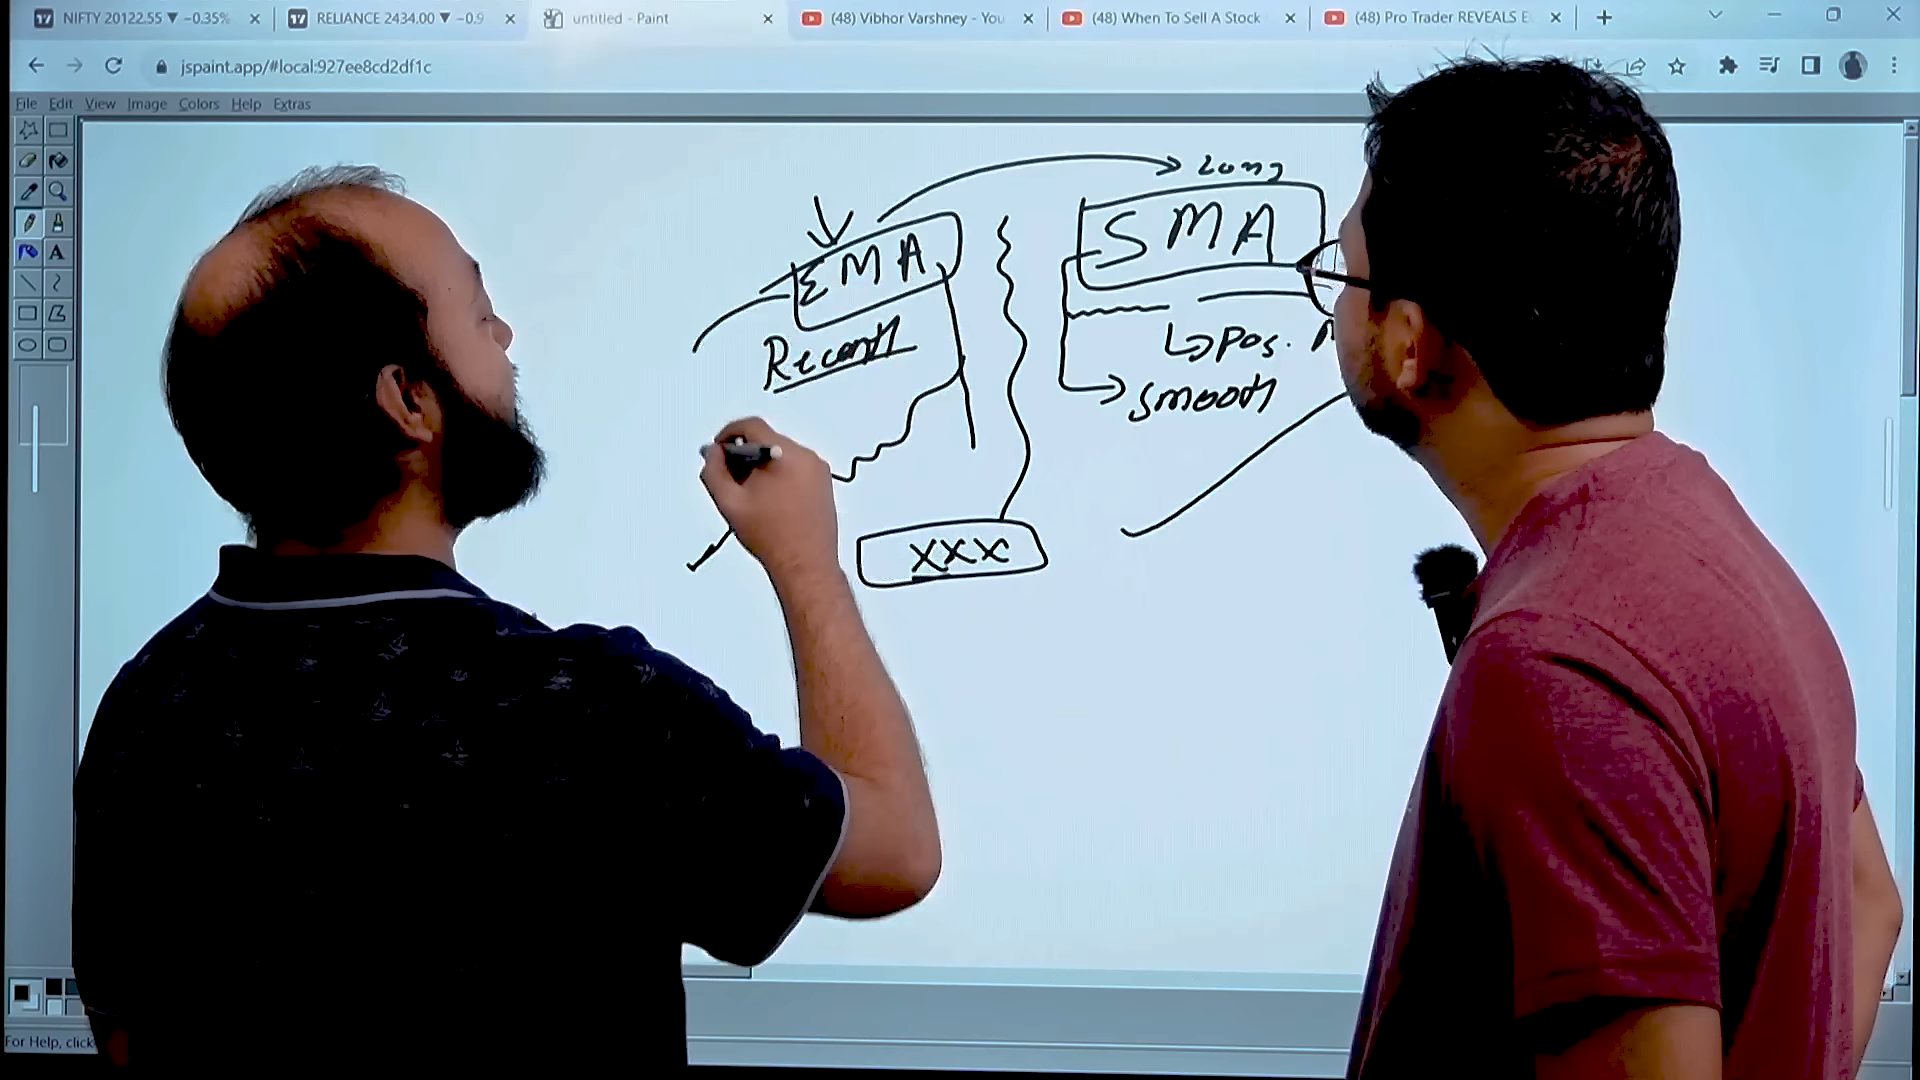 NIFTY 20122.55 ▼ −0.35%
RELIANCE 2434.00 ▼ −0.9
untitled - Paint
(48) Vibhor Varshney - You
(48) When To Sell A Stock
(48) Pro Trader REVEALS E
jspaint.app/#local:927ee8cd2df1c
File Edit View Image Colors Help Extras
Long
EMA
SMA
Recent
Pos.
Smooth
XXX
For Help, click